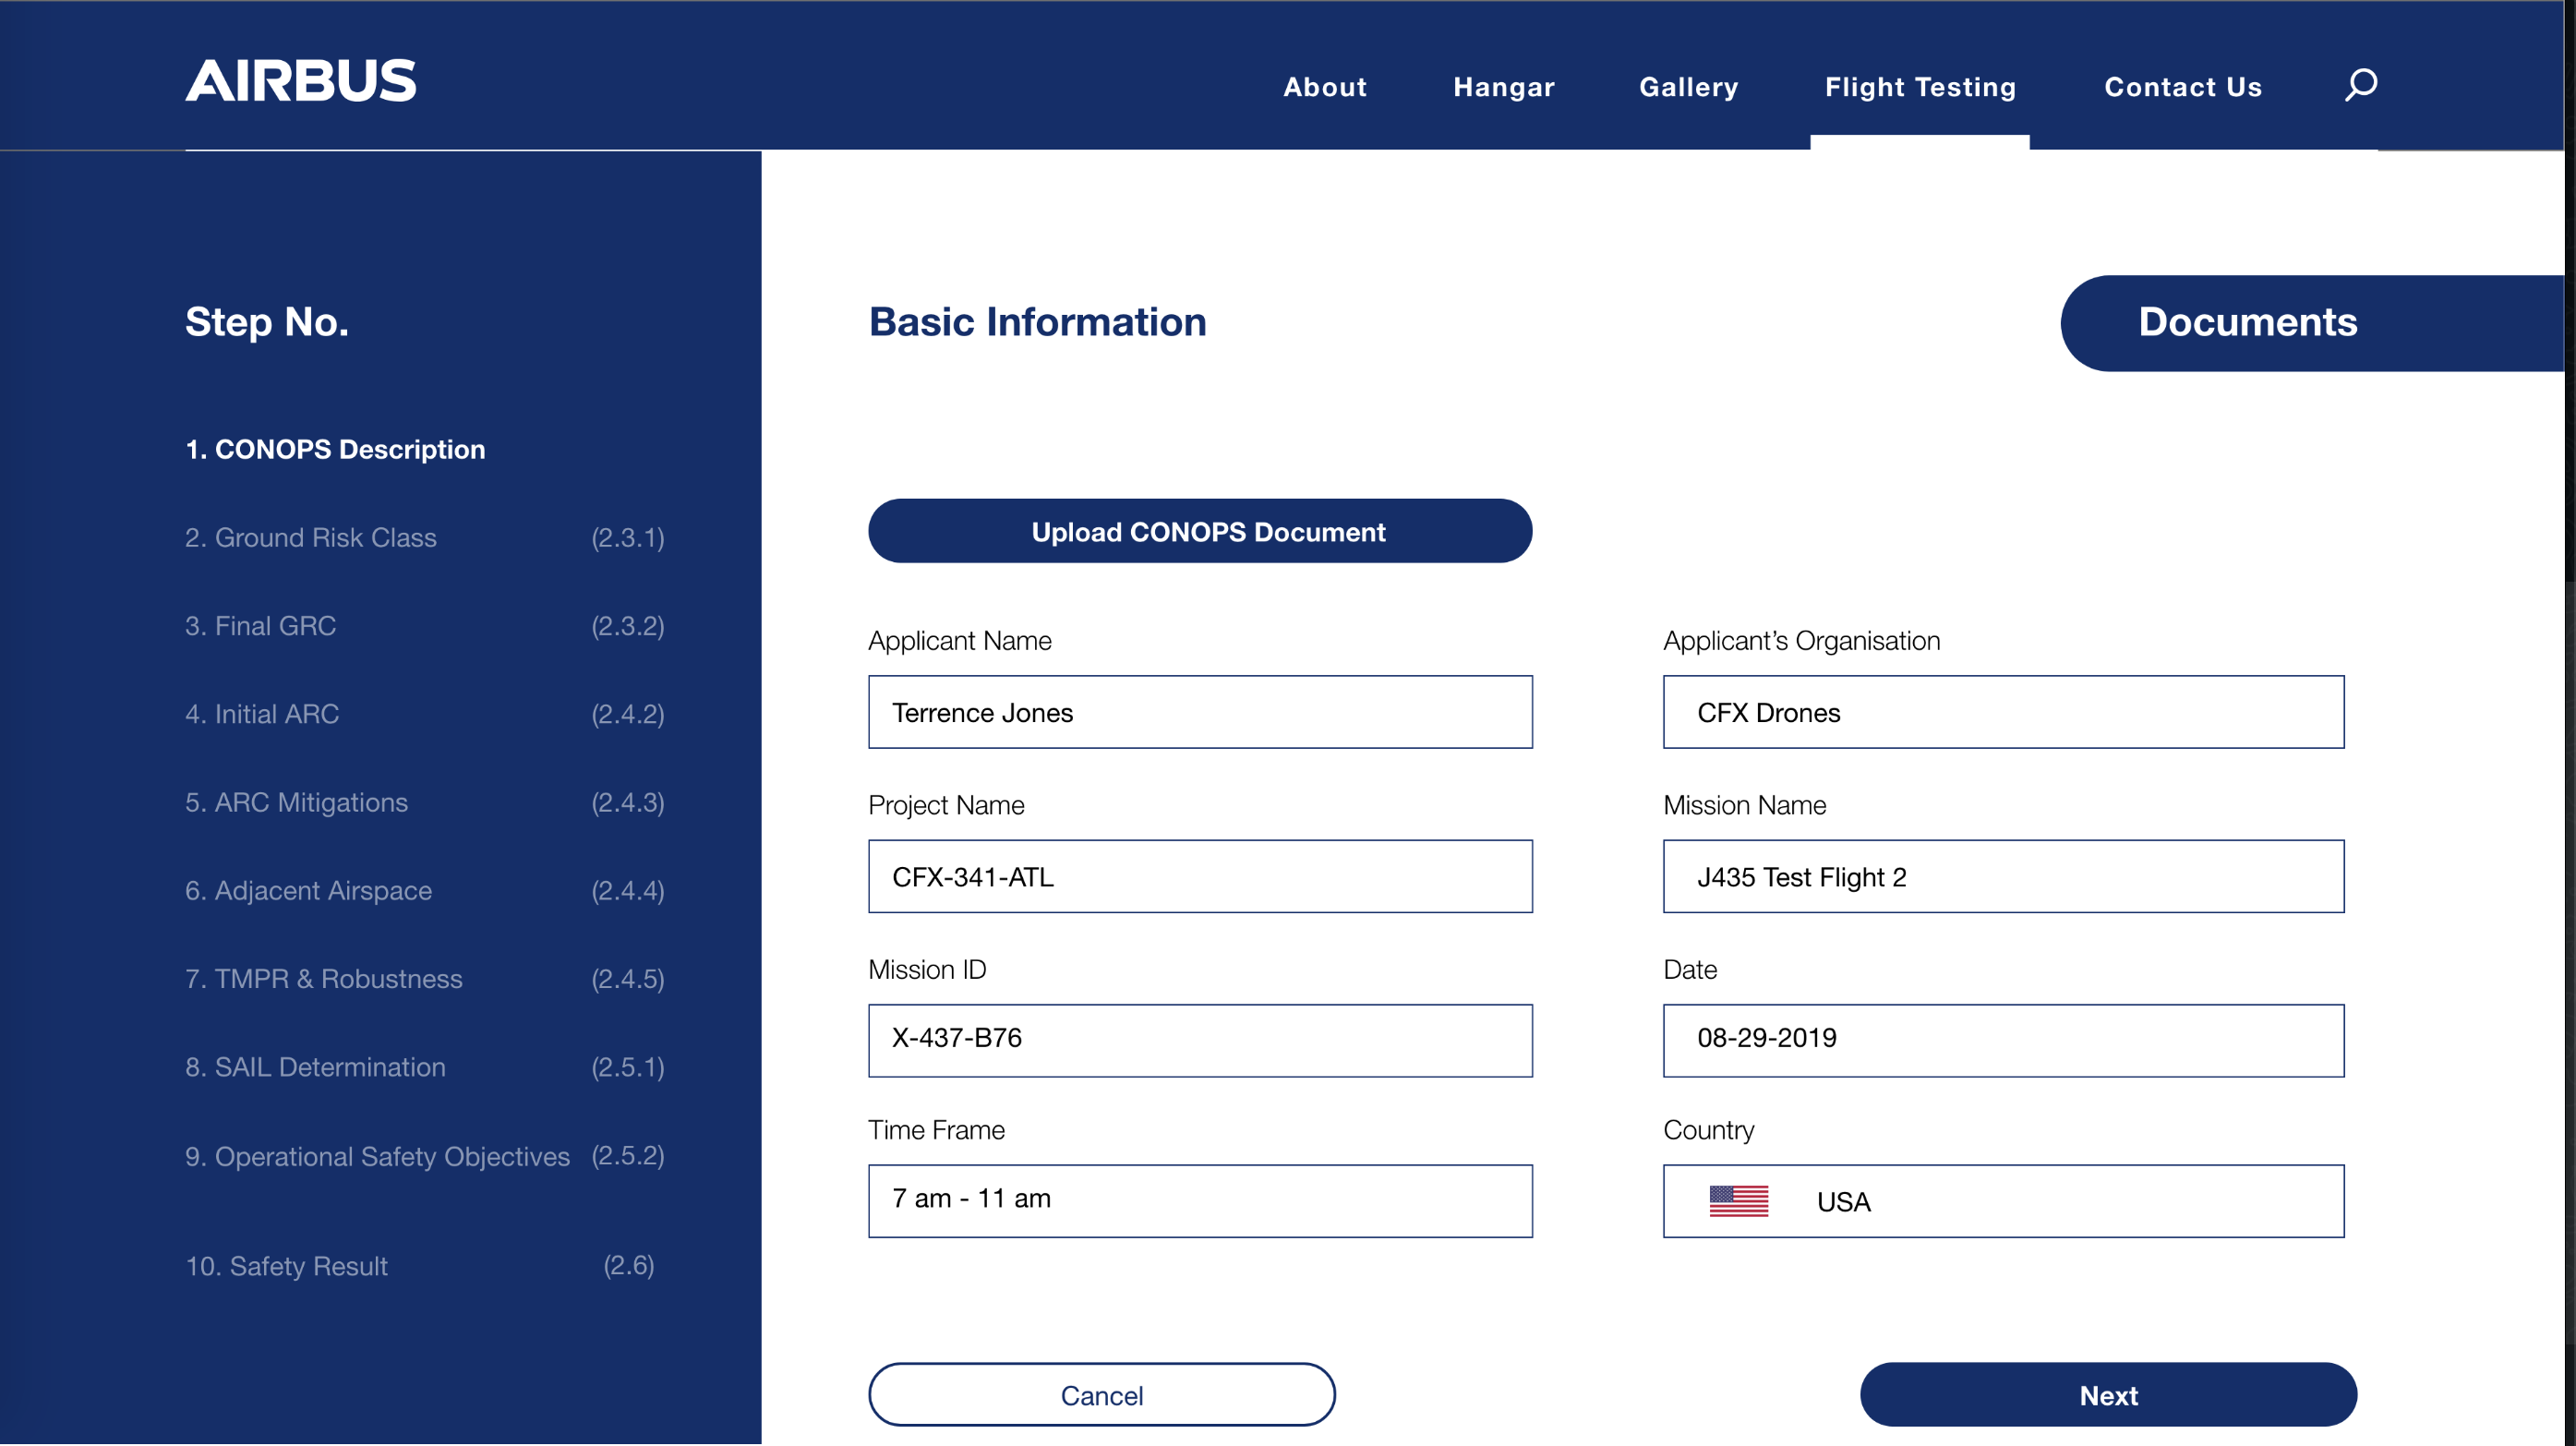 AIRBUS
About Hangar Gallery Flight Testing Contact Us
Step No.
1. CONOPS Description
2. Ground Risk Class (2.3.1)
3. Final GRC (2.3.2)
4. Initial ARC (2.4.2)
5. ARC Mitigations (2.4.3)
6. Adjacent Airspace (2.4.4)
7. TMPR & Robustness (2.4.5)
8. SAIL Determination (2.5.1)
9. Operational Safety Objectives (2.5.2)
10. Safety Result (2.6)
Basic Information
Documents
Upload CONOPS Document
Applicant Name
Terrence Jones
Applicant’s Organisation
CFX Drones
Project Name
CFX-341-ATL
Mission Name
J435 Test Flight 2
Mission ID
X-437-B76
Date
08-29-2019
Time Frame
7 am - 11 am
Country
USA
Cancel
Next